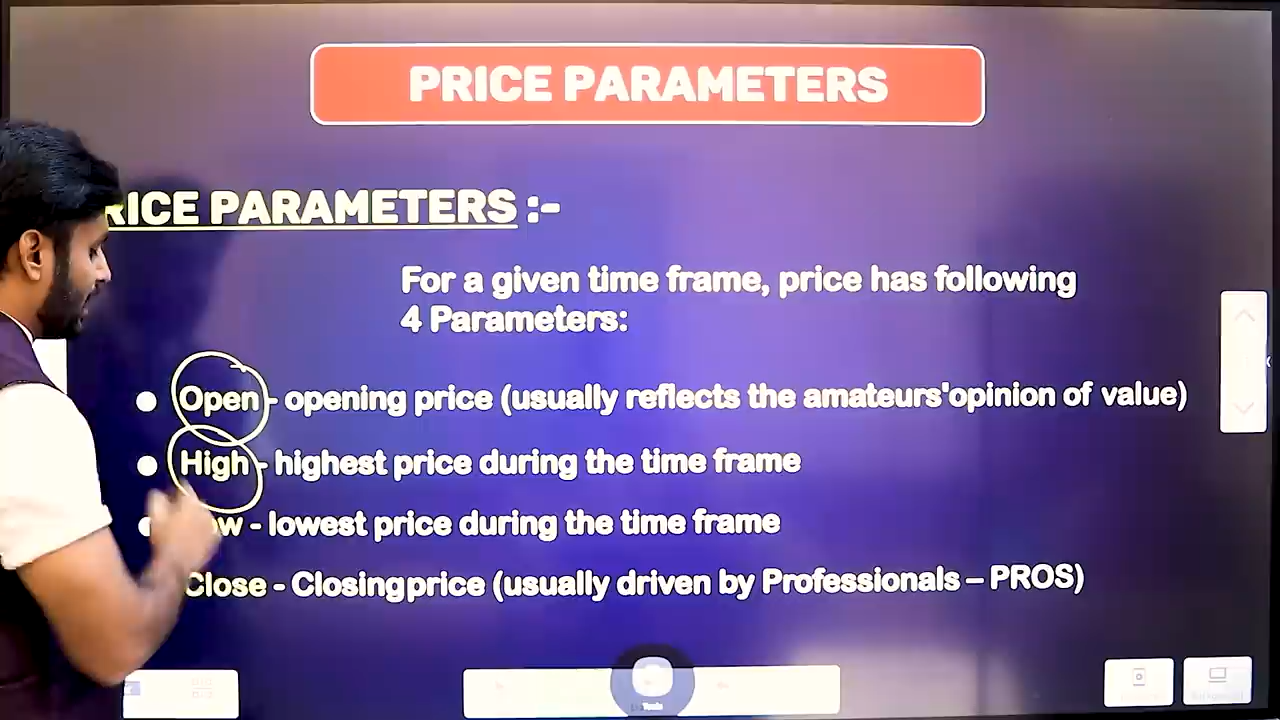 PRICE PARAMETERS
RICE PARAMETERS :-
For a given time frame, price has following
4 Parameters:
Open - opening price (usually reflects the amateurs'opinion of value)
High - highest price during the time frame
ow - lowest price during the time frame
Close - Closingprice (usually driven by Professionals – PROS)
Tools